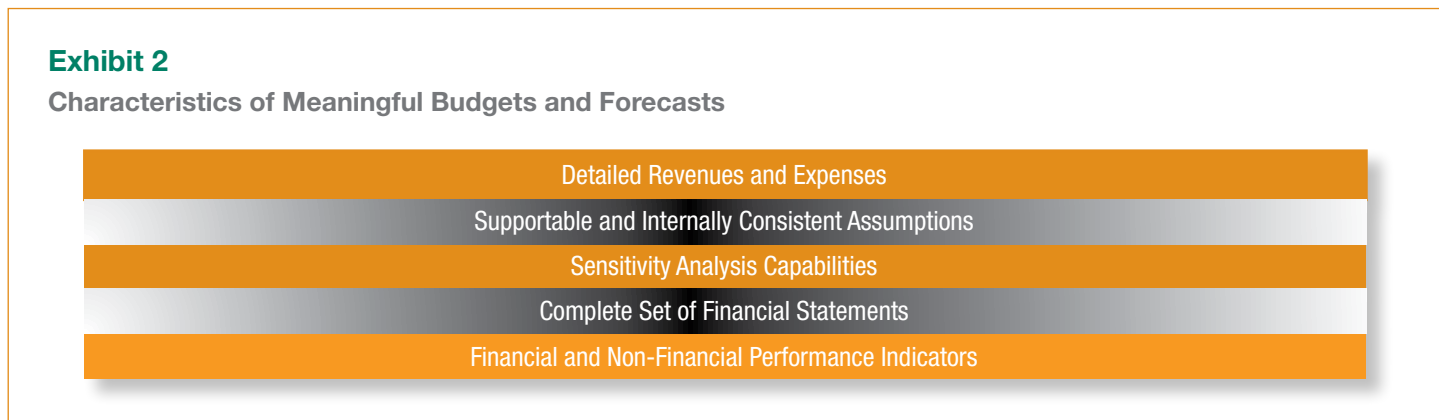 Exhibit 2
Characteristics of Meaningful Budgets and Forecasts
Detailed Revenues and Expenses
Supportable and Internally Consistent Assumptions
Sensitivity Analysis Capabilities
Complete Set of Financial Statements
Financial and Non-Financial Performance Indicators